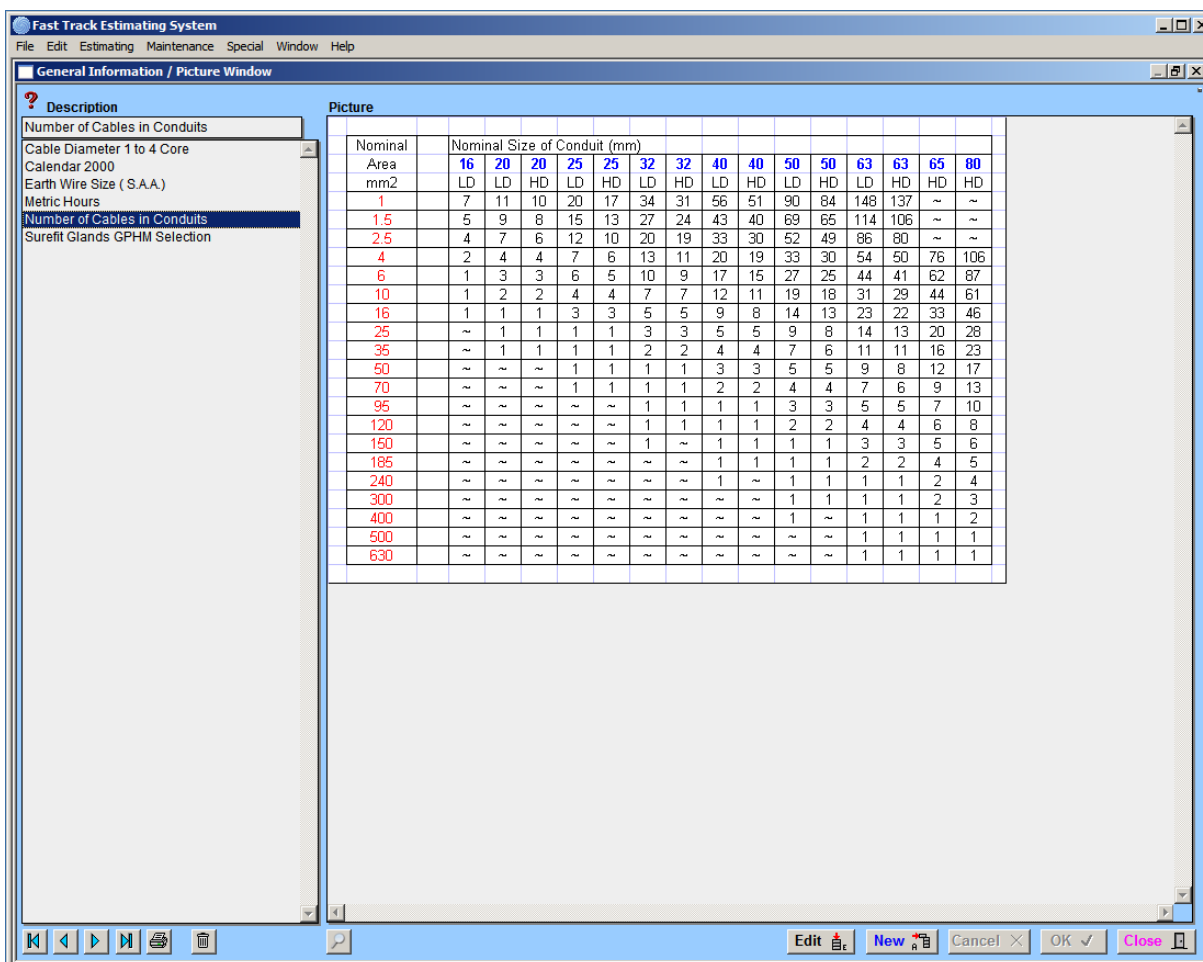 Fast Track Estimating System
File Edit Estimating Maintenance Special Window Help
General Information / Picture Window
? Description
Number of Cables in Conduits
Cable Diameter 1 to 4 Core
Calendar 2000
Earth Wire Size ( S.A.A.)
Metric Hours
Number of Cables in Conduits
Surefit Glands GPHM Selection
Picture
Nominal Nominal Size of Conduit (mm)
Area 16 20 20 25 25 32 32 40 40 50 50 63 63 65 80
mm2 LD LD HD LD HD LD HD LD HD LD HD LD HD HD HD
1 7 11 10 20 17 34 31 56 51 90 84 148 137 ~ ~
1.5 5 9 8 15 13 27 24 43 40 69 65 114 106 ~ ~
2.5 4 7 6 12 10 20 19 33 30 52 49 86 80 ~ ~
4 2 4 4 7 6 13 11 20 19 33 30 54 50 76 106
6 1 3 3 6 5 10 9 17 15 27 25 44 41 62 87
10 1 2 2 4 4 7 7 12 11 19 18 31 29 44 61
16 1 1 1 3 3 5 5 9 8 14 13 23 22 33 46
25 ~ 1 1 1 1 3 3 5 5 9 8 14 13 20 28
35 ~ 1 1 1 1 2 2 4 4 7 6 11 11 16 23
50 ~ ~ ~ 1 1 1 1 3 3 5 5 9 8 12 17
70 ~ ~ ~ 1 1 1 1 2 2 4 4 7 6 9 13
95 ~ ~ ~ ~ ~ 1 1 1 1 3 3 5 5 7 10
120 ~ ~ ~ ~ ~ 1 1 1 1 2 2 4 4 6 8
150 ~ ~ ~ ~ ~ 1 ~ 1 1 1 1 3 3 5 6
185 ~ ~ ~ ~ ~ ~ ~ 1 1 1 1 2 2 4 5
240 ~ ~ ~ ~ ~ ~ ~ 1 ~ 1 1 1 1 2 4
300 ~ ~ ~ ~ ~ ~ ~ ~ ~ 1 1 1 1 2 3
400 ~ ~ ~ ~ ~ ~ ~ ~ ~ 1 ~ 1 1 1 2
500 ~ ~ ~ ~ ~ ~ ~ ~ ~ ~ ~ 1 1 1 1
630 ~ ~ ~ ~ ~ ~ ~ ~ ~ ~ ~ 1 1 1 1
Edit E New A Cancel OK Close